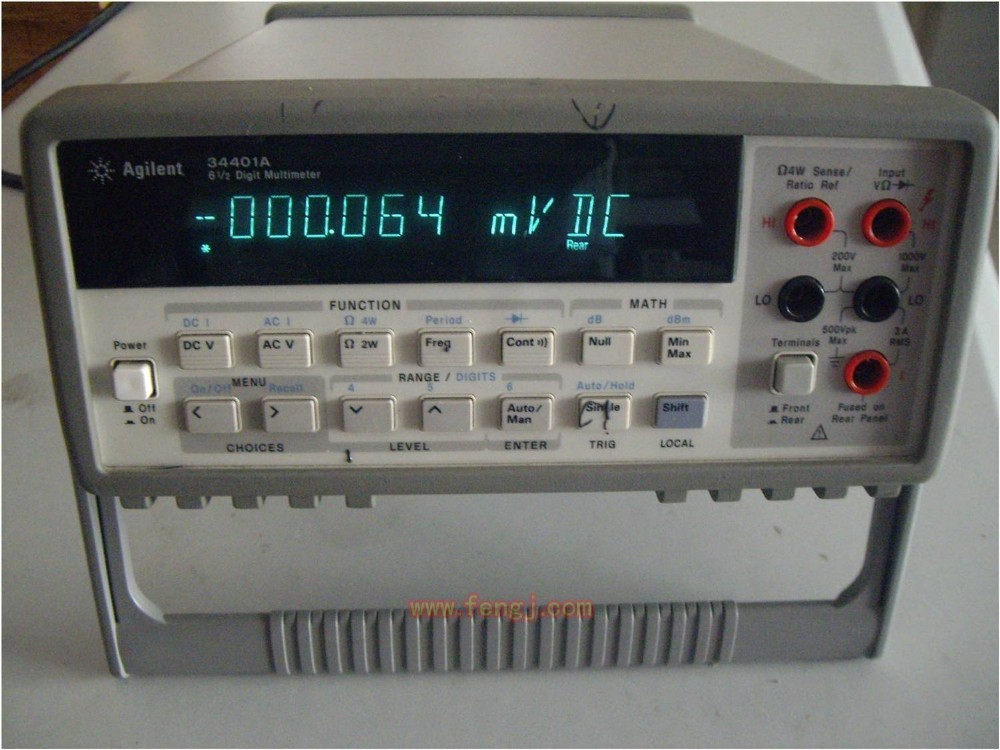 Agilent 34401A
6½ Digit Multimeter
-000.064 mV DC
*
Rear
Ω4W Sense/
Ratio Ref
Input
VΩ
HI
HI
200V
Max
1000V
Max
LO
LO
500Vpk
Max
3A
RMS
Terminals
I
Front
Rear
Fused on
Rear Panel
FUNCTION
MATH
DC I
AC I
Ω 4W
Period
dB
dBm
Power
DC V
AC V
Ω 2W
Freq
Cont
Null
Min
Max
Off
On
MENU
RANGE / DIGITS
On/Off
Recall
4
5
6
Auto/Hold
<
>
Auto/
Man
Single
Shift
CHOICES
LEVEL
ENTER
TRIG
LOCAL
www.fengj.com